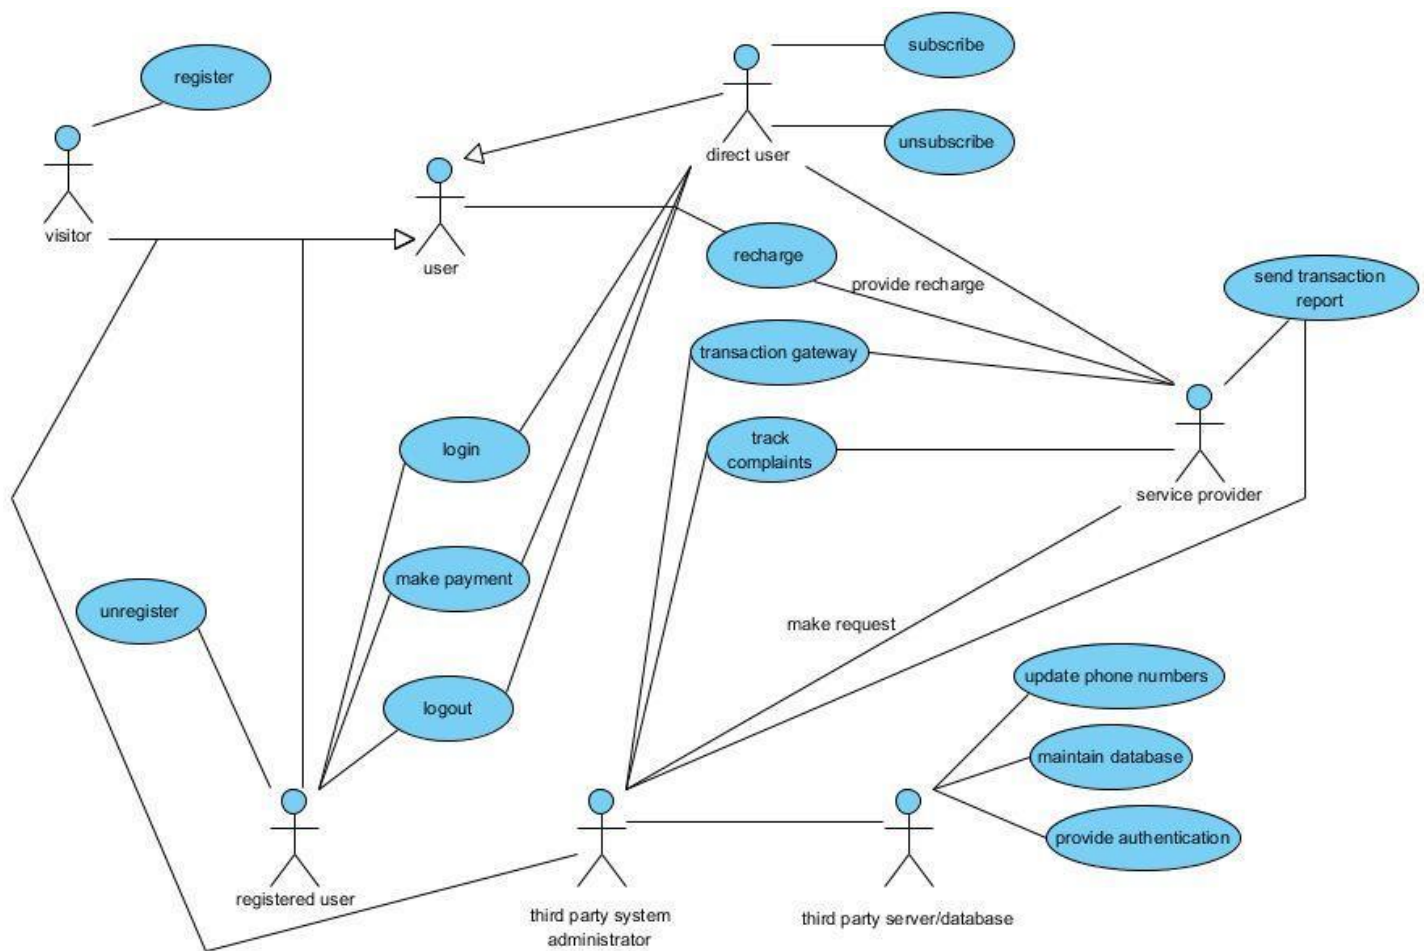 subscribe
register
unsubscribe
direct user
visitor
user
recharge
provide recharge
send transaction
report
transaction gateway
login
track
complaints
service provider
make payment
unregister
make request
update phone numbers
logout
maintain database
provide authentication
registered user
third party system
administrator
third party server/database